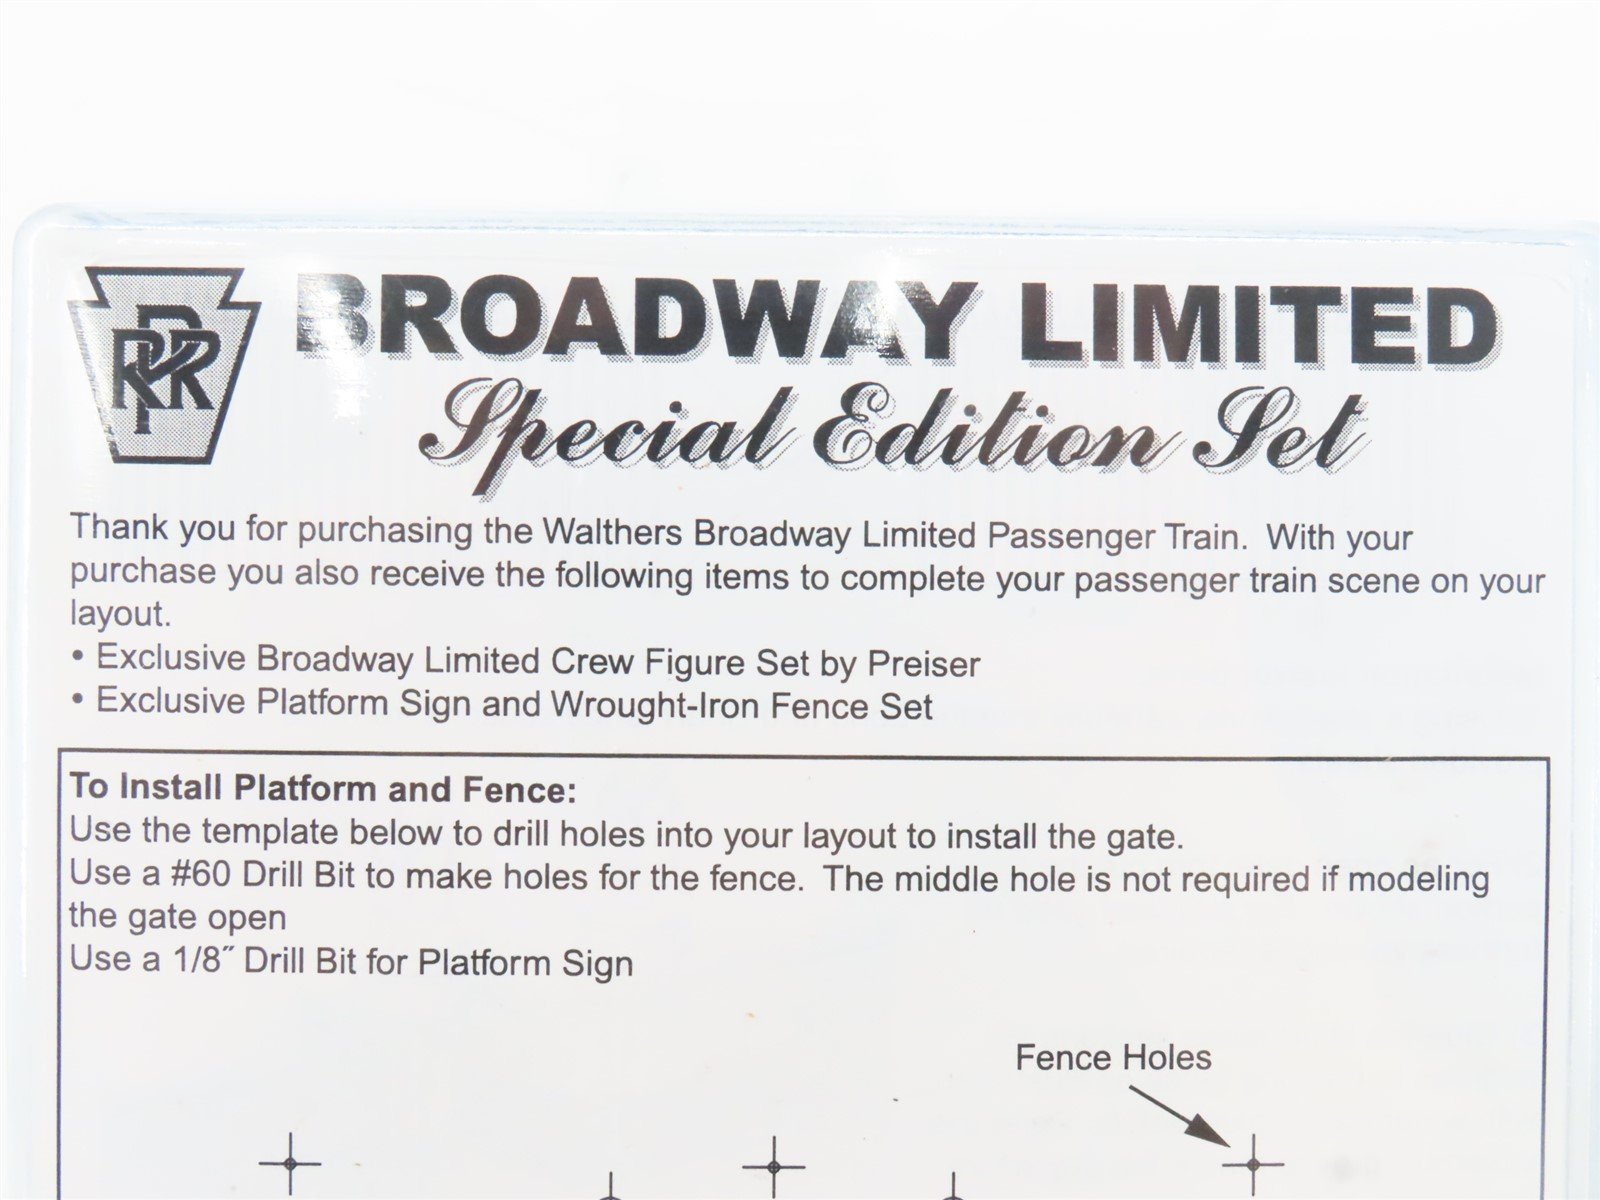 PRR
BROADWAY LIMITED
Special Edition Set
Thank you for purchasing the Walthers Broadway Limited Passenger Train.  With your
purchase you also receive the following items to complete your passenger train scene on your
layout.
• Exclusive Broadway Limited Crew Figure Set by Preiser
• Exclusive Platform Sign and Wrought-Iron Fence Set
To Install Platform and Fence:
Use the template below to drill holes into your layout to install the gate.
Use a #60 Drill Bit to make holes for the fence.  The middle hole is not required if modeling
the gate open
Use a 1/8″ Drill Bit for Platform Sign
Fence Holes